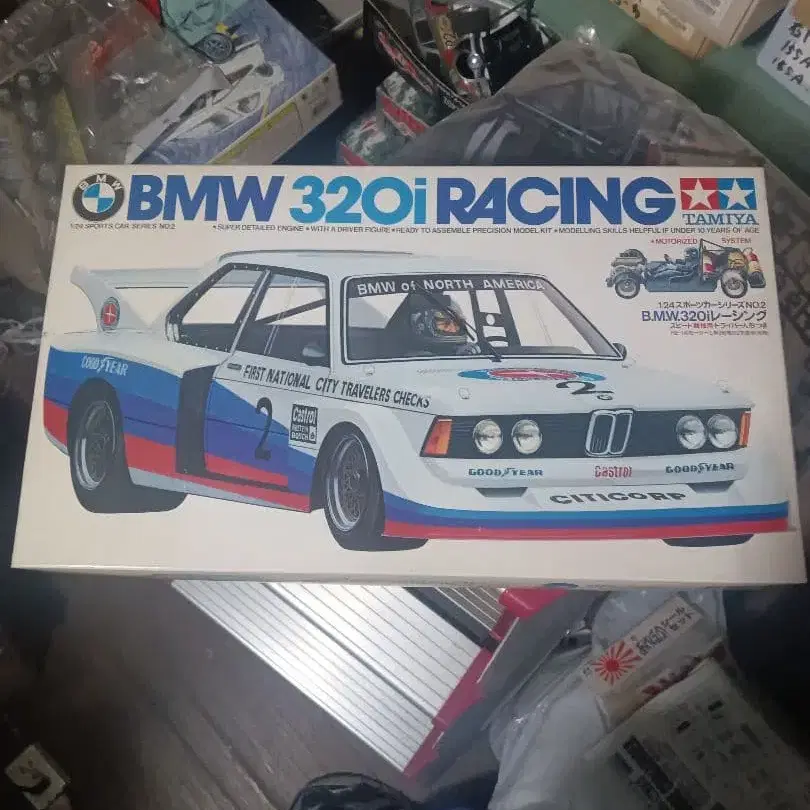 BMW
BMW 320i RACING
TAMIYA
1/24 SPORTS CAR SERIES NO.2
• SUPER DETAILED ENGINE • WITH A DRIVER FIGURE • READY TO ASSEMBLE PRECISION MODEL KIT • MODELLING SKILLS HELPFUL IF UNDER 10 YEARS OF AGE
• MOTORIZED SYSTEM
1/24スポーツカーシリーズNO.2
B.M.W.320iレーシング
BMW of NORTH AMERICA
GOODYEAR
FIRST NATIONAL CITY TRAVELERS CHECKS
2
Castrol
BOSCH
2
G
GOODYEAR
Castrol
GOODYEAR
CITICORP